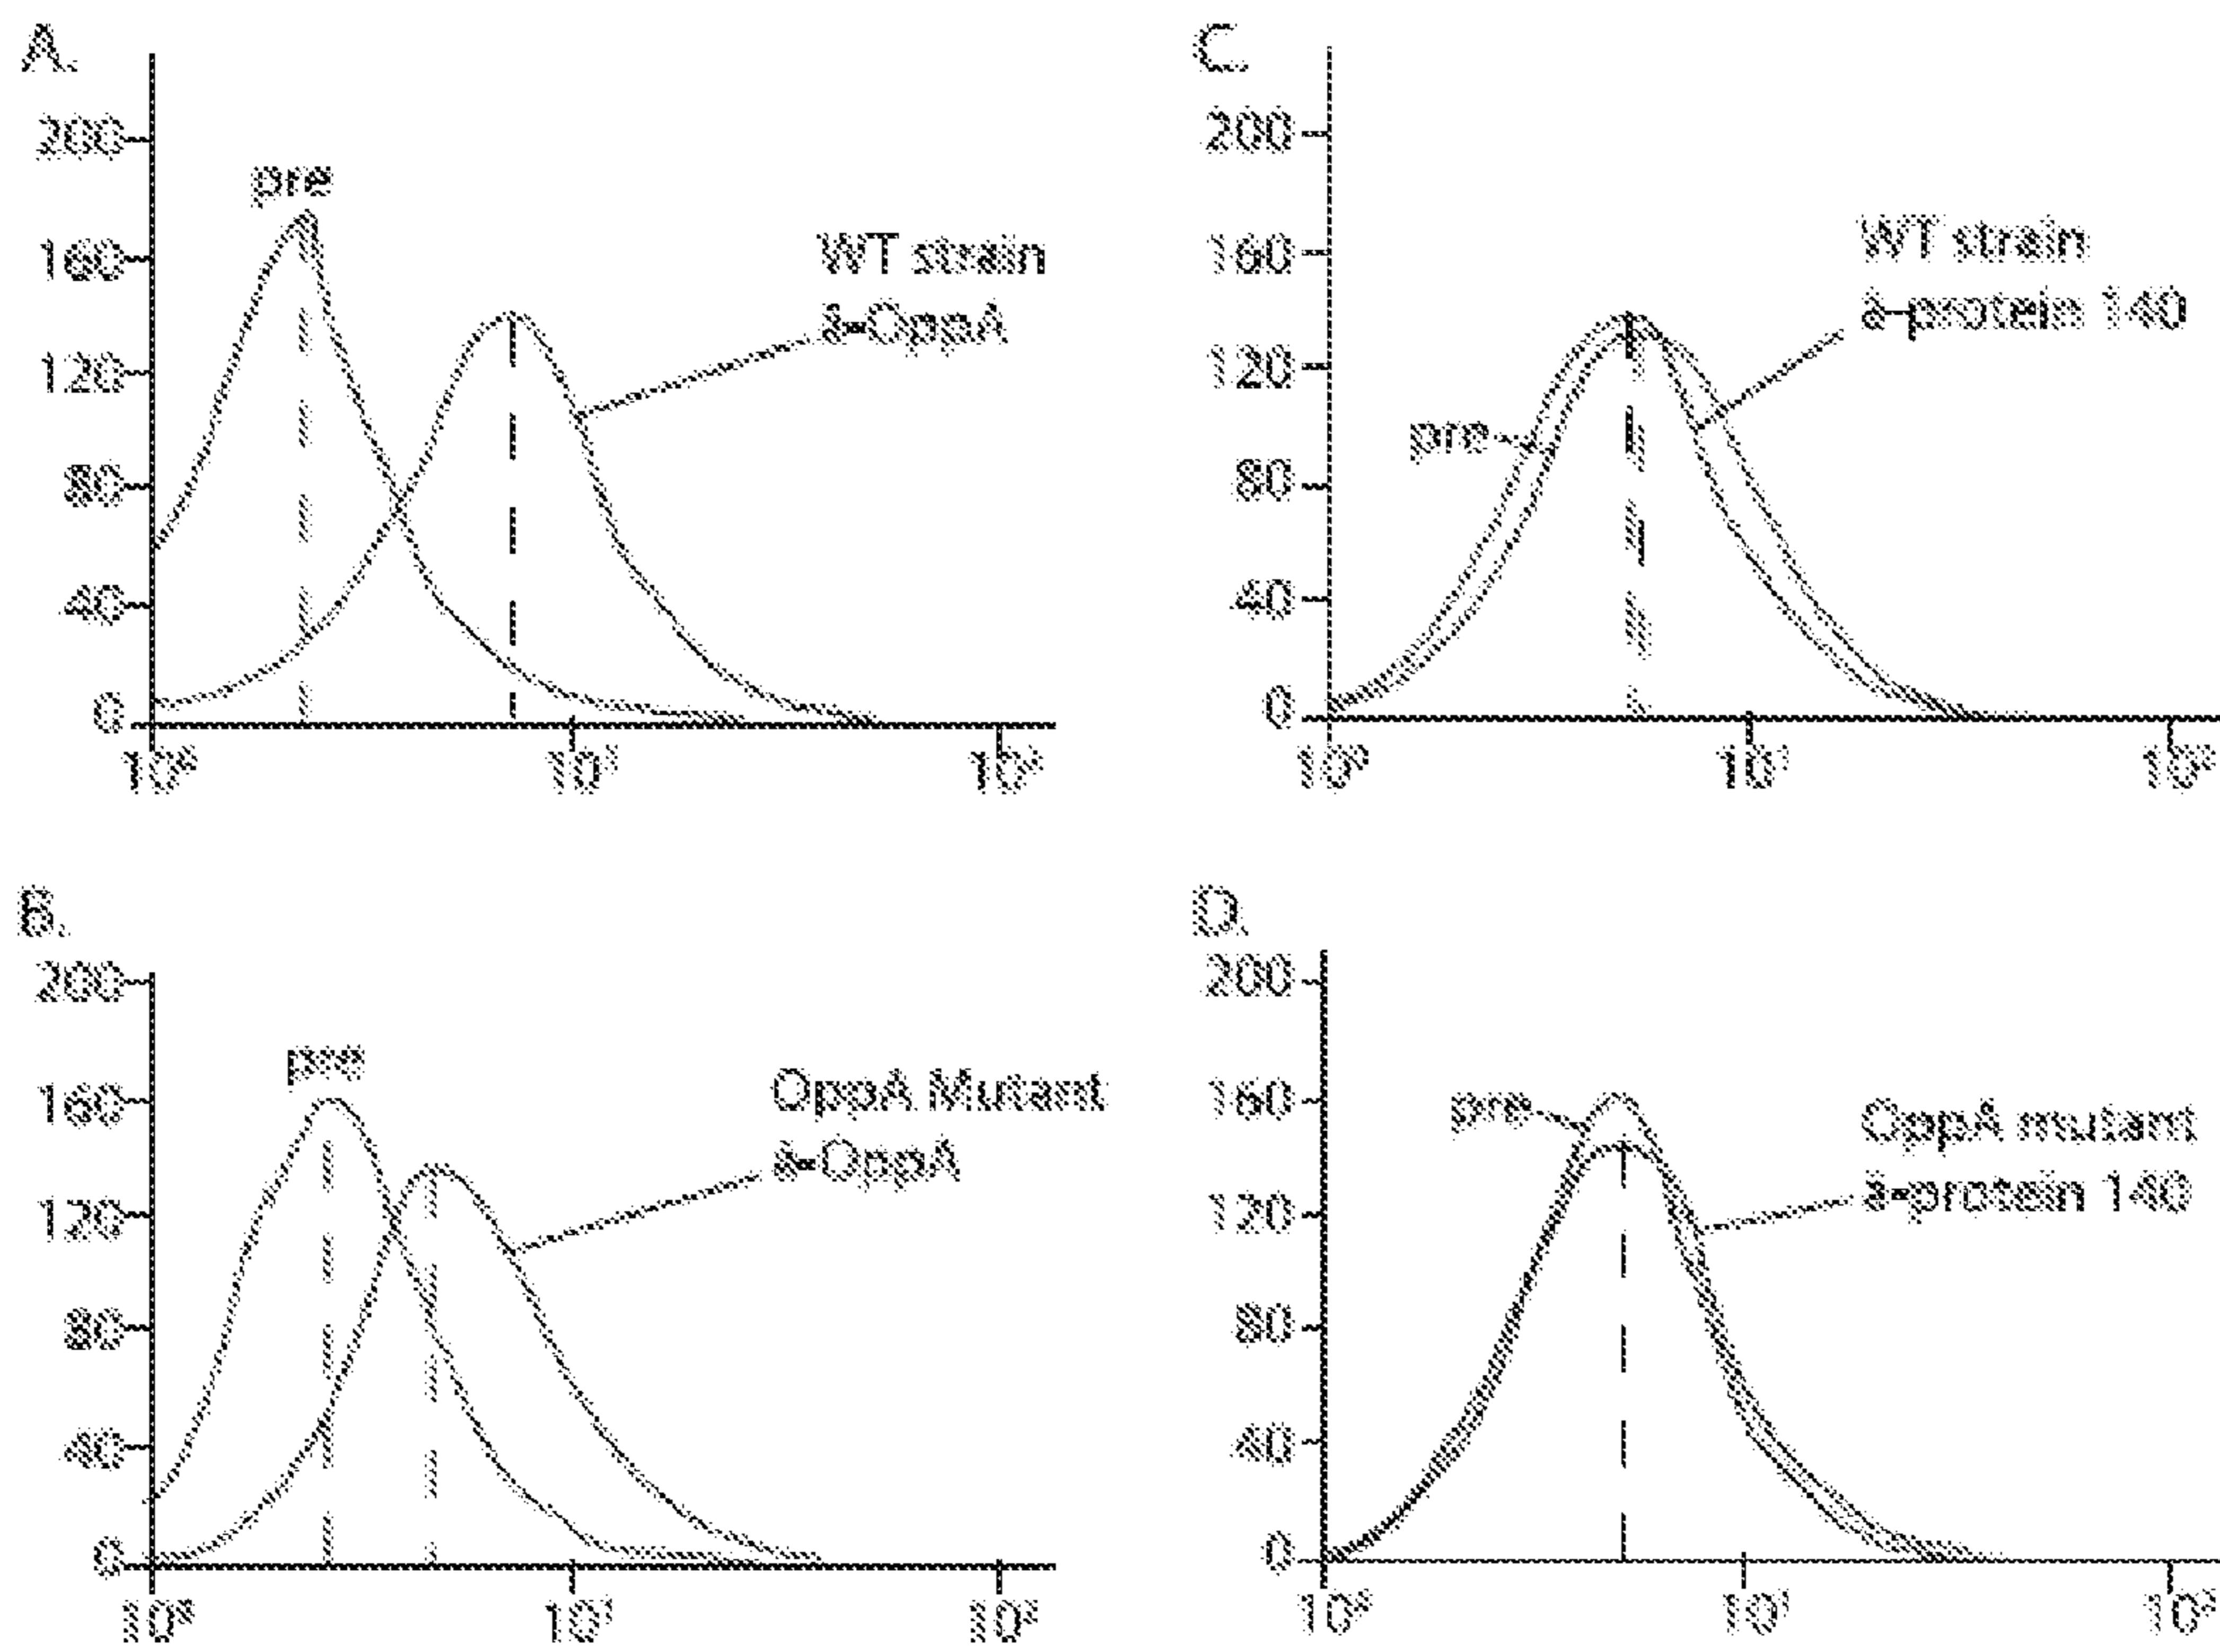 A.
200
160
120
80
40
0
pre
WT strain
a-OppA
10⁰
10¹
10²
C.
200
160
120
80
40
0
pre
WT strain
a-protein 140
10⁰
10¹
10²
B.
200
160
120
80
40
0
pre
OppA Mutant
a-OppA
10⁰
10¹
10²
D.
200
160
120
80
40
0
pre
OppA mutant
a-protein 140
10⁰
10¹
10²